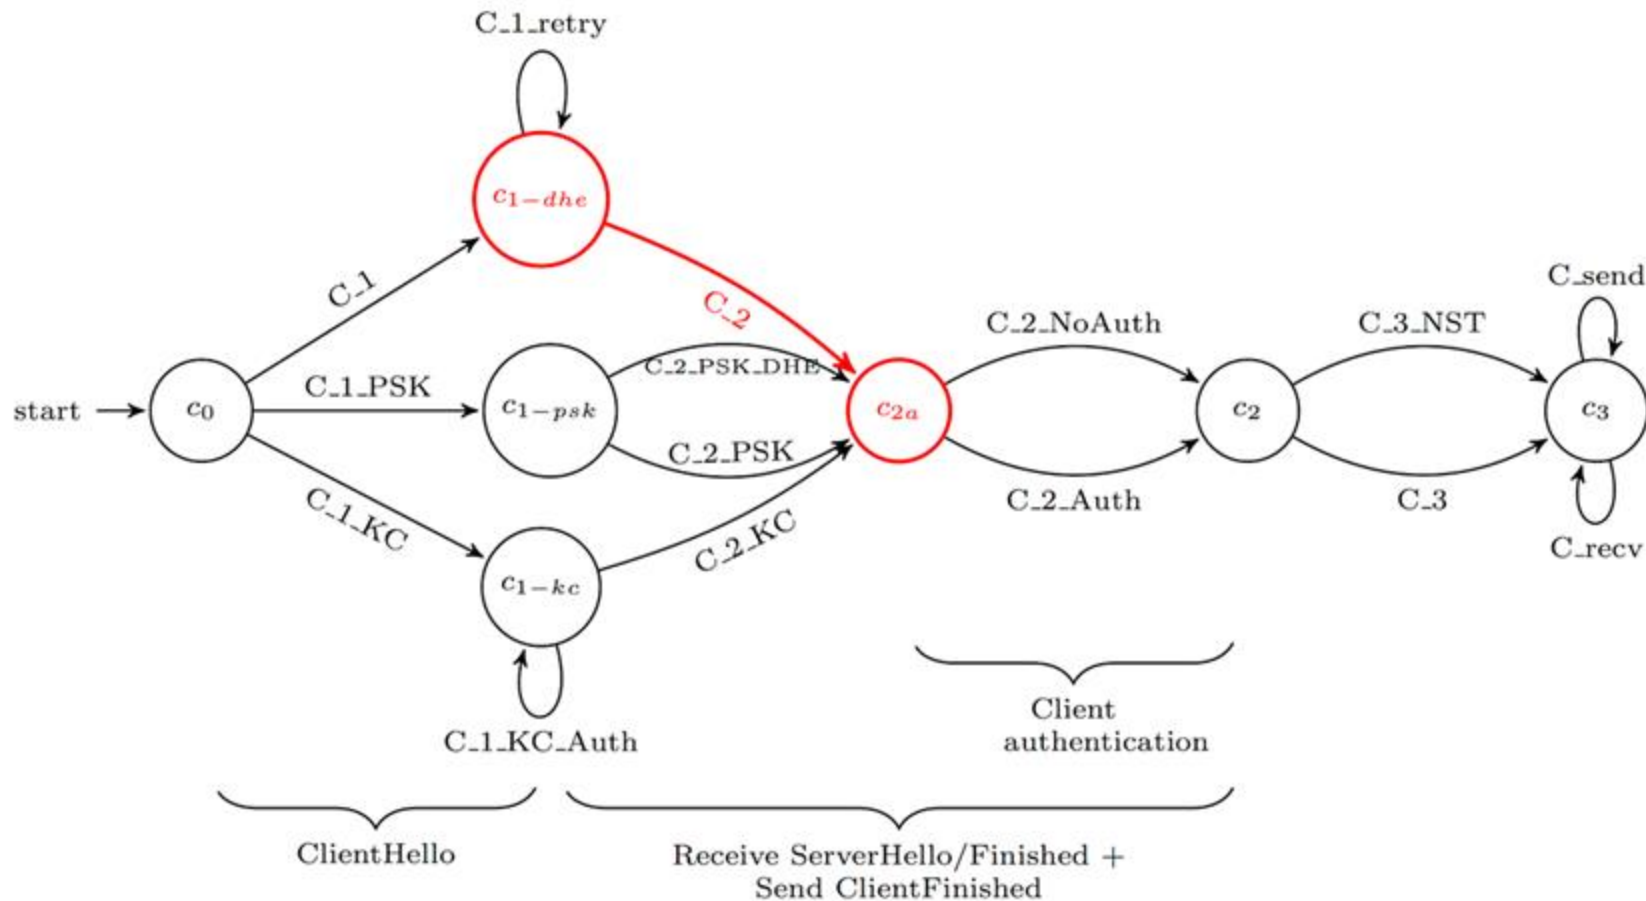 C_1_retry
c1−dhe
C_1
C_2
start
c0
C_1_PSK
c1−psk
C_2_PSK_DHE
C_2_PSK
c2a
C_2_NoAuth
C_2_Auth
c2
C_3_NST
C_3
C_send
c3
C_recv
C_1_KC
c1−kc
C_2_KC
C_1_KC_Auth
Client
authentication
ClientHello
Receive ServerHello/Finished +
Send ClientFinished